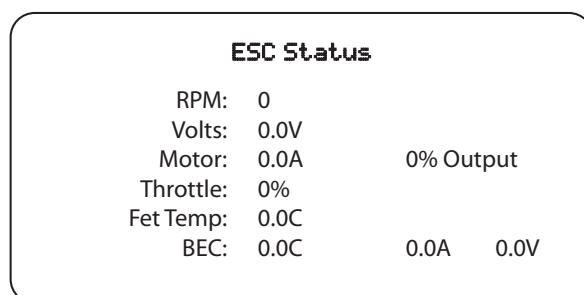 ESC Status
RPM: 0
Volts: 0.0V
Motor: 0.0A 0% Output
Throttle: 0%
Fet Temp: 0.0C
BEC: 0.0C 0.0A 0.0V